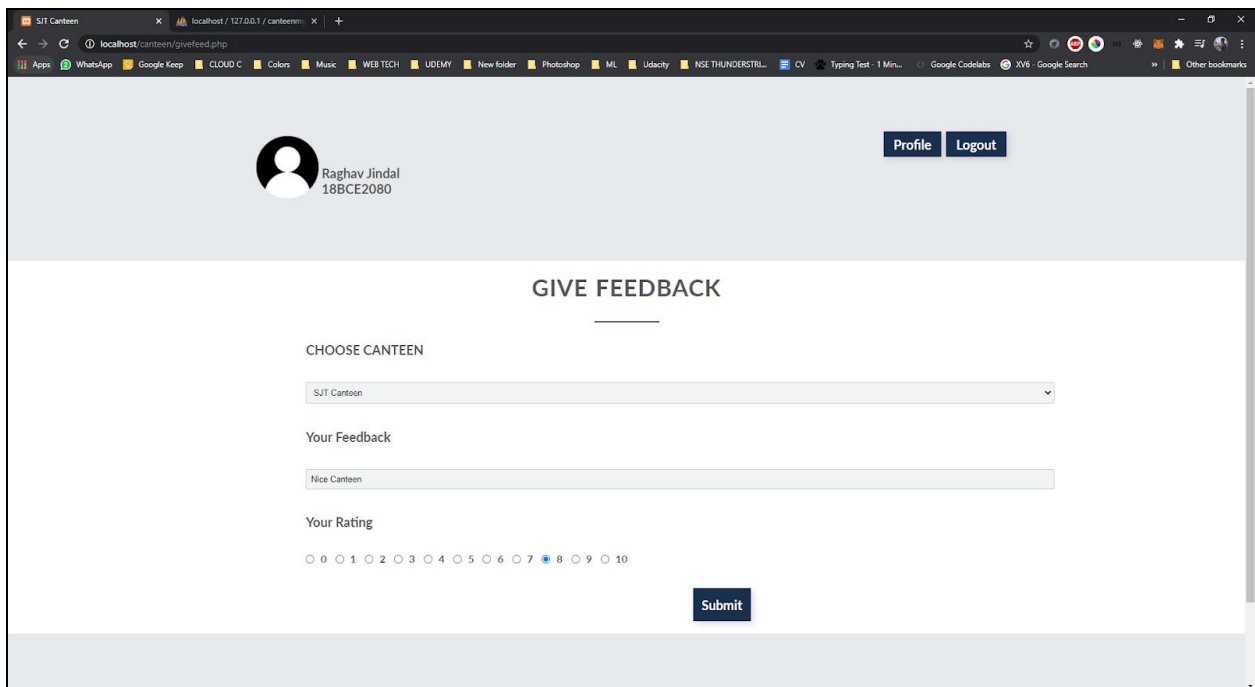 SJT Canteen
localhost / 127.0.0.1 / canteenm
localhost/canteen/givefeed.php
Apps WhatsApp Google Keep CLOUD C Colors Music WEB TECH UDEMY New folder Photoshop ML Udacity NSE THUNDERSTRI... CV Typing Test - 1 Min... Google Codelabs XV6 - Google Search » Other bookmarks
Profile Logout
Raghav Jindal
18BCE2080
GIVE FEEDBACK
CHOOSE CANTEEN
SJT Canteen
Your Feedback
Nice Canteen
Your Rating
0 1 2 3 4 5 6 7 8 9 10
Submit